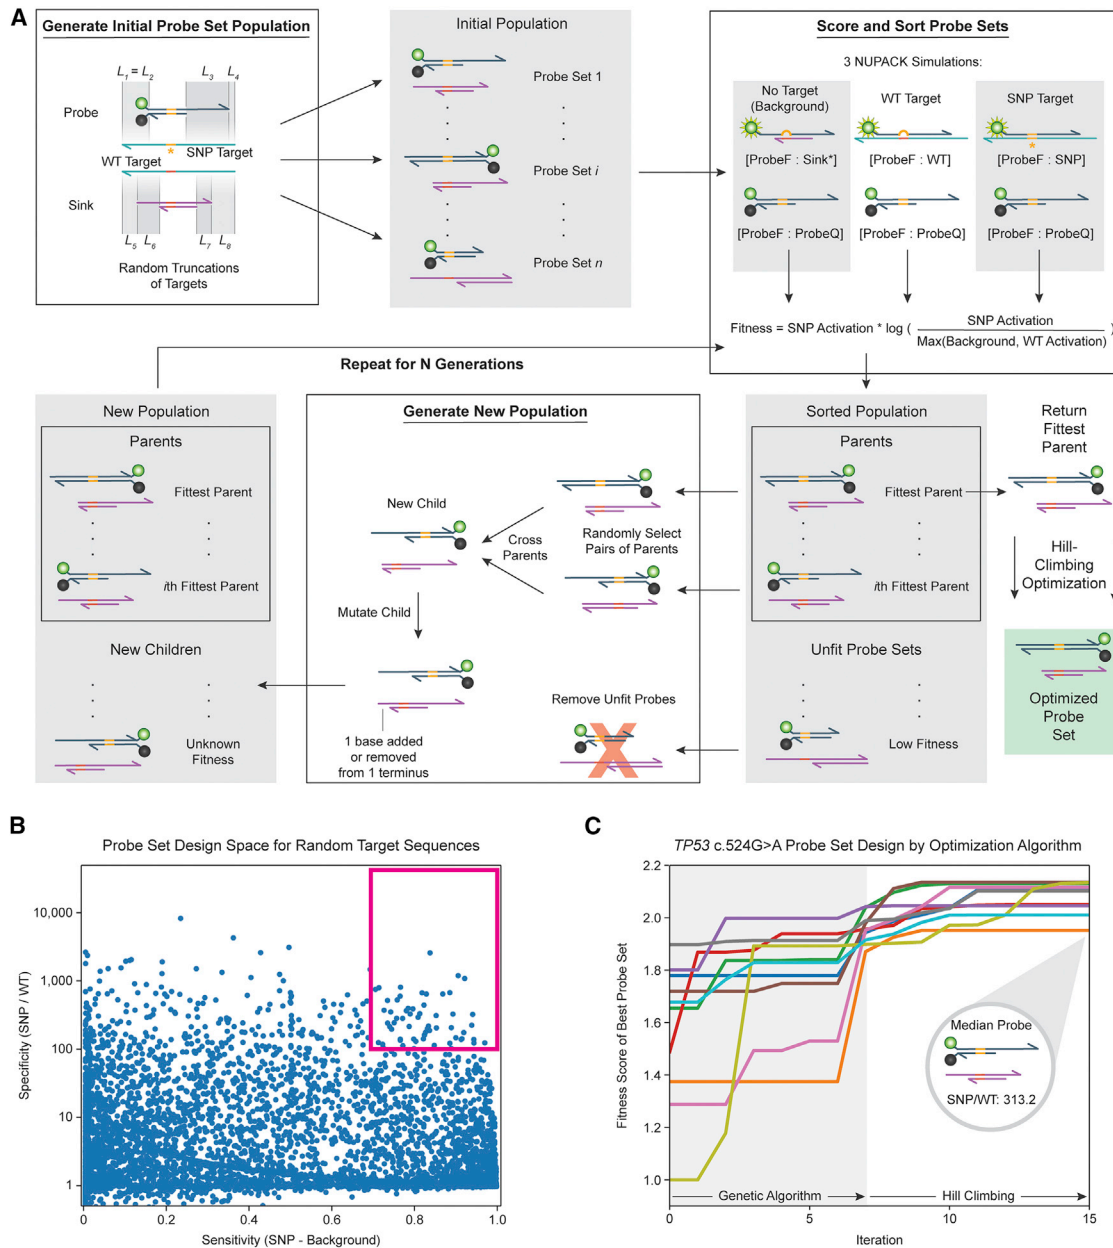 A
Generate Initial Probe Set Population
L1 = L2
L3
L4
Probe
WT Target
SNP Target
*
Sink
L5
L6
L7
L8
Random Truncations
of Targets
Initial Population
Probe Set 1
Probe Set i
Probe Set n
Score and Sort Probe Sets
3 NUPACK Simulations:
No Target
(Background)
WT Target
SNP Target
*
[ProbeF : Sink*]
[ProbeF : WT]
[ProbeF : SNP]
[ProbeF : ProbeQ]
[ProbeF : ProbeQ]
[ProbeF : ProbeQ]
Fitness = SNP Activation * log ( SNP Activation / Max(Background, WT Activation) )
Repeat for N Generations
New Population
Parents
Fittest Parent
ith Fittest Parent
New Children
Unknown
Fitness
Generate New Population
New Child
Cross
Parents
Randomly Select
Pairs of Parents
Mutate Child
1 base added
or removed
from 1 terminus
Remove Unfit Probes
Sorted Population
Parents
Fittest Parent
ith Fittest Parent
Unfit Probe Sets
Low Fitness
Return
Fittest
Parent
Hill-
Climbing
Optimization
Optimized
Probe
Set
B
Probe Set Design Space for Random Target Sequences
Specificity (SNP / WT)
10,000
1,000
100
10
1
0
0.2
0.4
0.6
0.8
1.0
Sensitivity (SNP - Background)
C
TP53 c.524G>A Probe Set Design by Optimization Algorithm
Fitness Score of Best Probe Set
2.2
2.0
1.8
1.6
1.4
1.2
1.0
Median Probe
SNP/WT: 313.2
Genetic Algorithm
Hill Climbing
0
5
10
15
Iteration